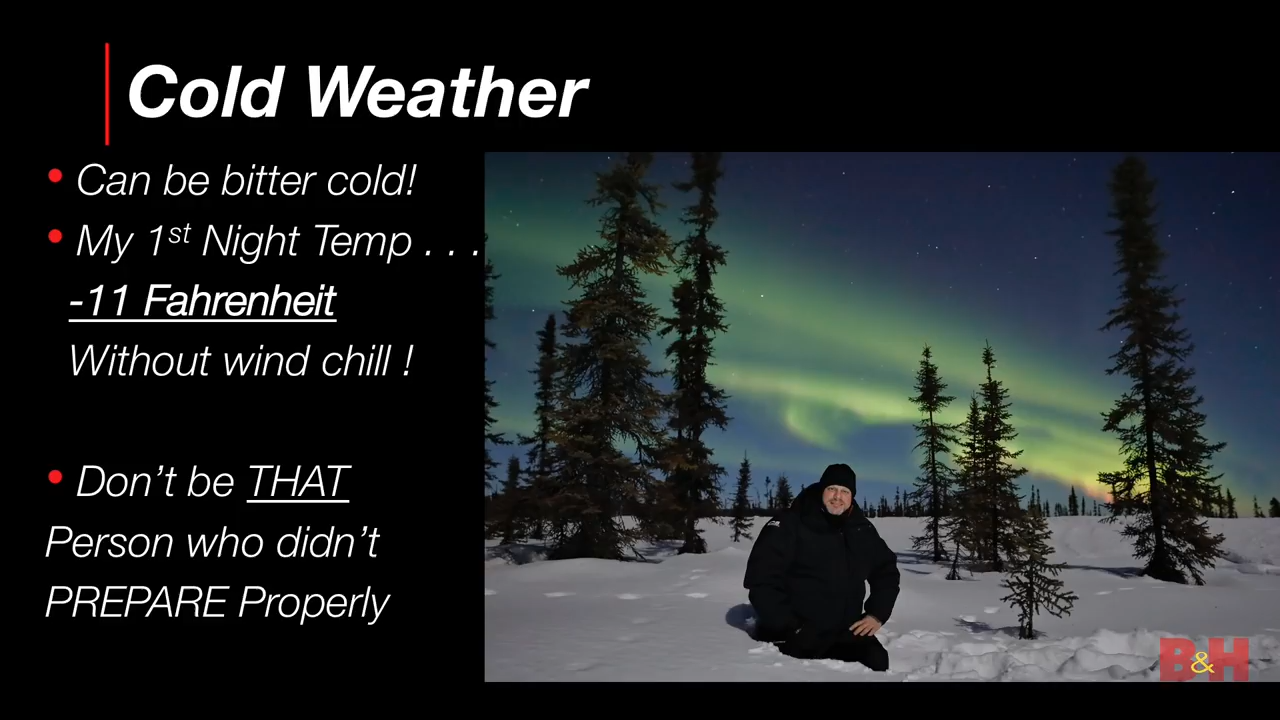 Cold Weather
• Can be bitter cold!
• My 1st Night Temp . . .
-11 Fahrenheit
Without wind chill !
• Don’t be THAT
Person who didn’t
PREPARE Properly
B&H